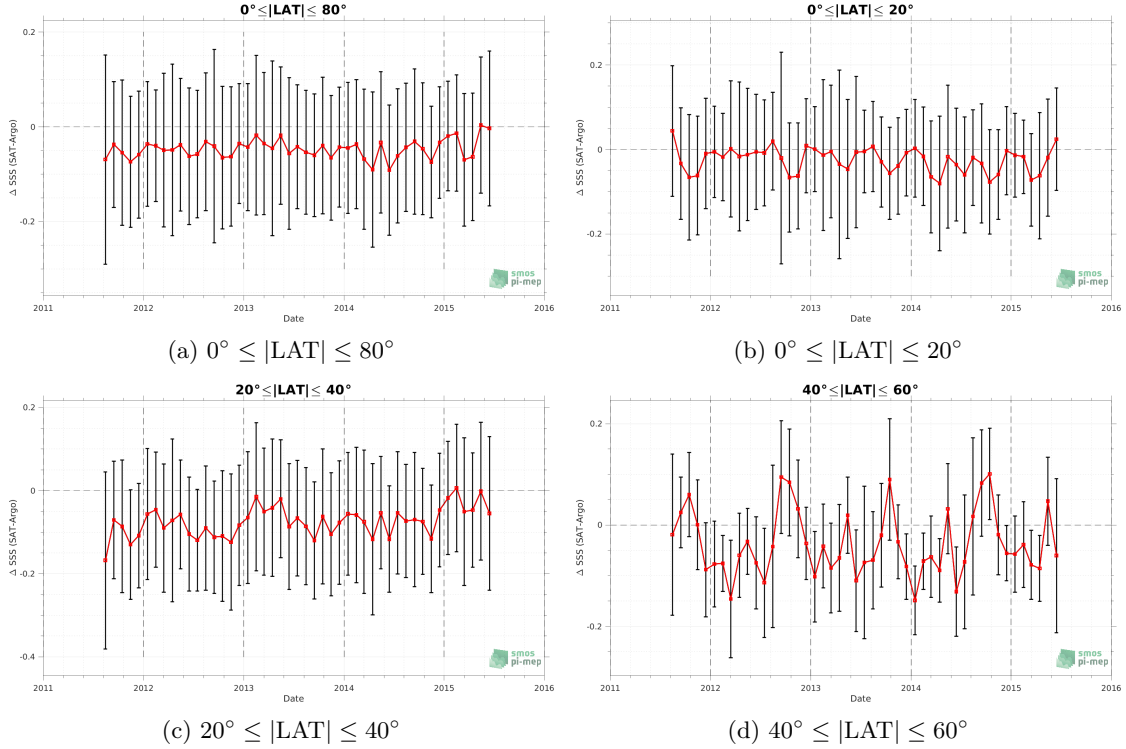 0°≤|LAT|≤ 80°
0.2
0
-0.2
Δ SSS (SAT-Argo)
2011
2012
2013
2014
2015
2016
Date
smos
pi-mep
(a) 0° ≤ |LAT| ≤ 80°
0°≤|LAT|≤ 20°
0.2
0
-0.2
Δ SSS (SAT-Argo)
2011
2012
2013
2014
2015
2016
Date
smos
pi-mep
(b) 0° ≤ |LAT| ≤ 20°
20°≤|LAT|≤ 40°
0.2
0
-0.2
-0.4
Δ SSS (SAT-Argo)
2011
2012
2013
2014
2015
2016
Date
smos
pi-mep
(c) 20° ≤ |LAT| ≤ 40°
40°≤|LAT|≤ 60°
0.2
0
-0.2
Δ SSS (SAT-Argo)
2011
2012
2013
2014
2015
2016
Date
smos
pi-mep
(d) 40° ≤ |LAT| ≤ 60°